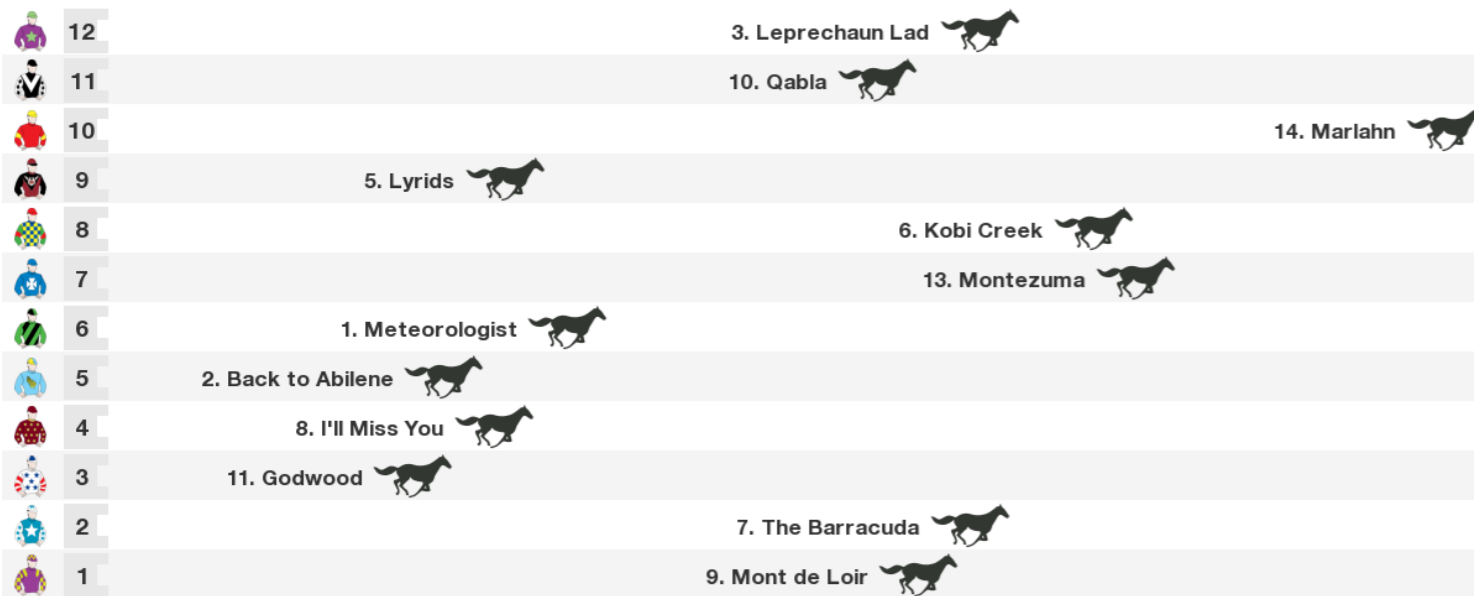 12 3. Leprechaun Lad
11 10. Qabla
10 14. Marlahn
9 5. Lyrids
8 6. Kobi Creek
7 13. Montezuma
6 1. Meteorologist
5 2. Back to Abilene
4 8. I'll Miss You
3 11. Godwood
2 7. The Barracuda
1 9. Mont de Loir